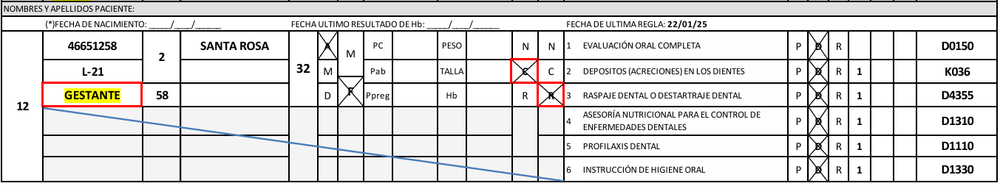 NOMBRES Y APELLIDOS PACIENTE:
(*)FECHA DE NACIMIENTO: ____/___/_____ FECHA ULTIMO RESULTADO DE Hb: ____/___/_____ FECHA DE ULTIMA REGLA: 22/01/25
46651258 2 SANTA ROSA 32 A M PC PESO N N 1 EVALUACIÓN ORAL COMPLETA P D R D0150
L-21 M Pab TALLA C C 2 DEPOSITOS (ACRECIONES) EN LOS DIENTES P D R 1 K036
12 GESTANTE 58 D F Ppreg Hb R R 3 RASPAJE DENTAL O DESTARTRAJE DENTAL P D R 1 D4355
4 ASESORÍA NUTRICIONAL PARA EL CONTROL DE
ENFERMEDADES DENTALES P D R 1 D1310
5 PROFILAXIS DENTAL P D R 1 D1110
6 INSTRUCCIÓN DE HIGIENE ORAL P D R 1 D1330